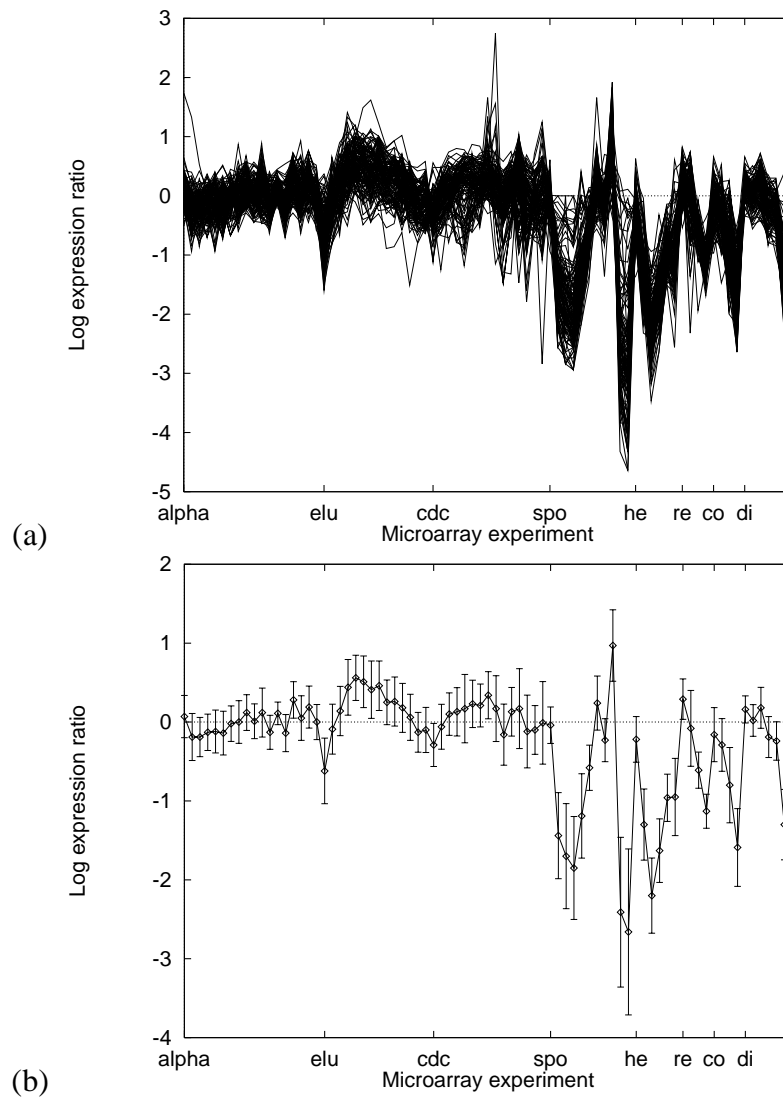 3
2
1
0
-1
-2
-3
-4
-5
Log expression ratio
alpha elu cdc spo he re co di
Microarray experiment
(a)
2
1
0
-1
-2
-3
-4
Log expression ratio
alpha elu cdc spo he re co di
Microarray experiment
(b)